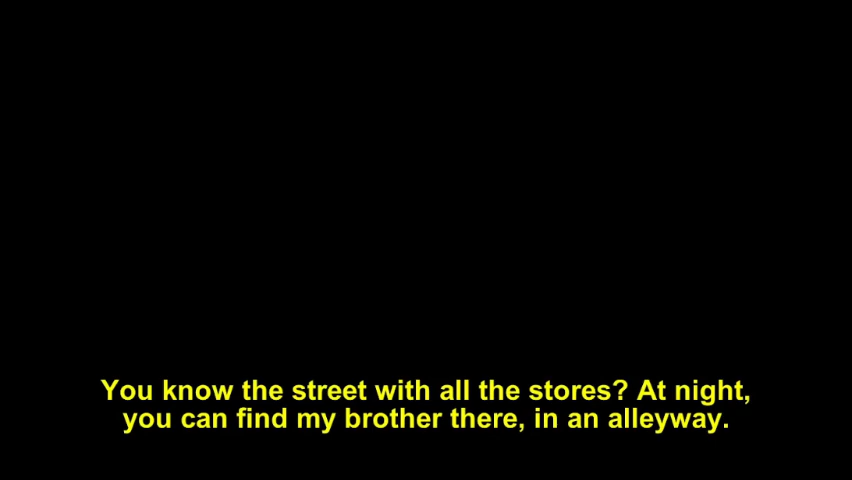 You know the street with all the stores? At night,
you can find my brother there, in an alleyway.